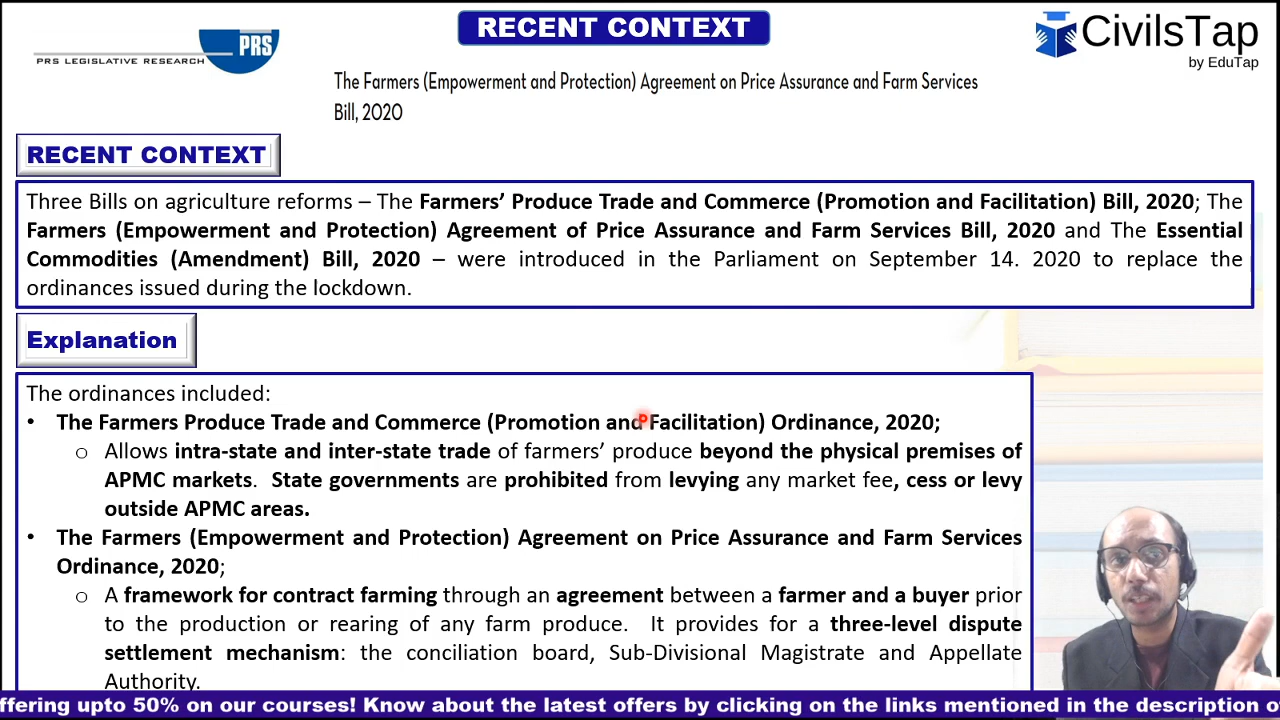 RECENT CONTEXT
PRS
PRS LEGISLATIVE RESEARCH
CivilsTap
by EduTap
The Farmers (Empowerment and Protection) Agreement on Price Assurance and Farm Services
Bill, 2020
RECENT CONTEXT
Three Bills on agriculture reforms – The Farmers’ Produce Trade and Commerce (Promotion and Facilitation) Bill, 2020; The
Farmers (Empowerment and Protection) Agreement of Price Assurance and Farm Services Bill, 2020 and The Essential
Commodities (Amendment) Bill, 2020 – were introduced in the Parliament on September 14. 2020 to replace the
ordinances issued during the lockdown.
Explanation
The ordinances included:
• The Farmers Produce Trade and Commerce (Promotion and Facilitation) Ordinance, 2020;
o Allows intra-state and inter-state trade of farmers’ produce beyond the physical premises of
APMC markets. State governments are prohibited from levying any market fee, cess or levy
outside APMC areas.
• The Farmers (Empowerment and Protection) Agreement on Price Assurance and Farm Services
Ordinance, 2020;
o A framework for contract farming through an agreement between a farmer and a buyer prior
to the production or rearing of any farm produce. It provides for a three-level dispute
settlement mechanism: the conciliation board, Sub-Divisional Magistrate and Appellate
Authority.
ffering upto 50% on our courses! Know about the latest offers by clicking on the links mentioned in the description o